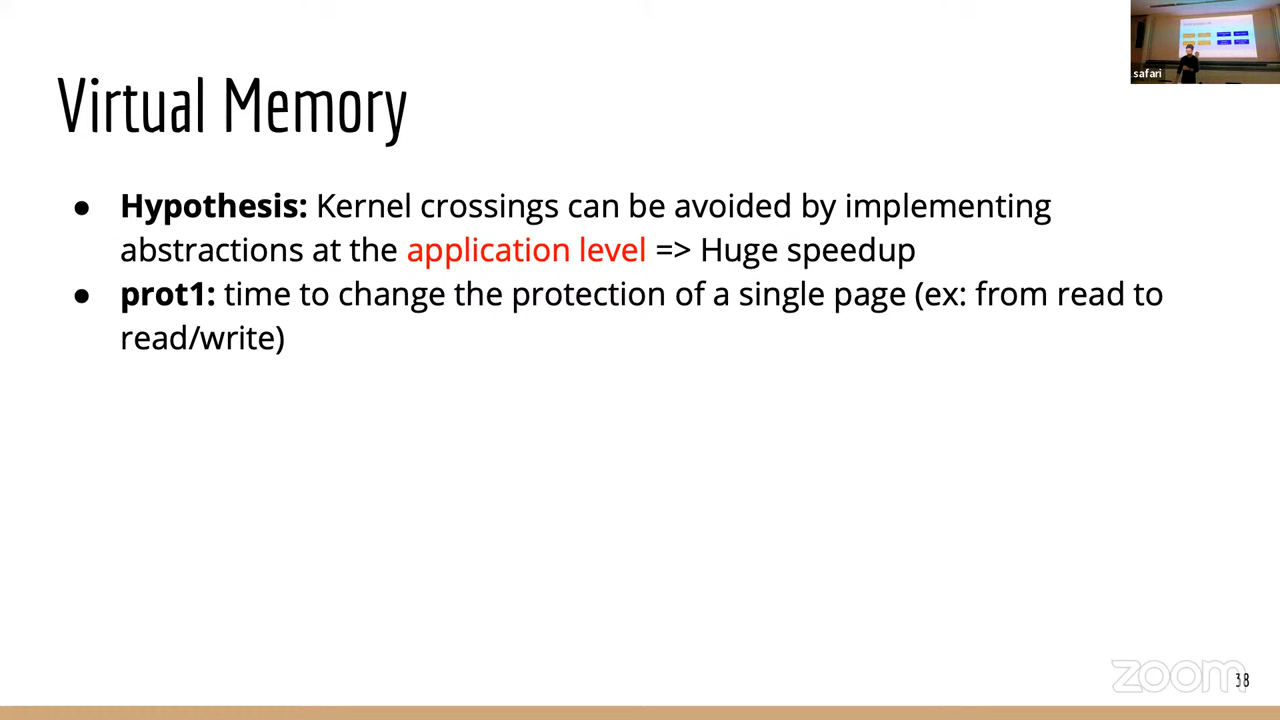 safari
Virtual Memory
● Hypothesis: Kernel crossings can be avoided by implementing
abstractions at the application level => Huge speedup
● prot1: time to change the protection of a single page (ex: from read to
read/write)
zoom
38